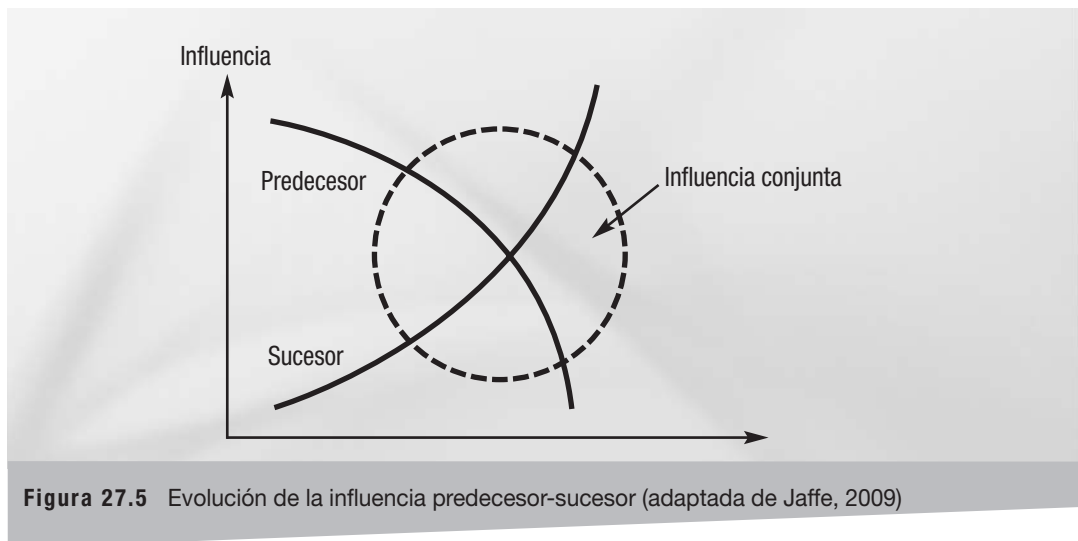 Influencia
Predecesor
Influencia conjunta
Sucesor
Figura 27.5 Evolución de la influencia predecesor-sucesor (adaptada de Jaffe, 2009)